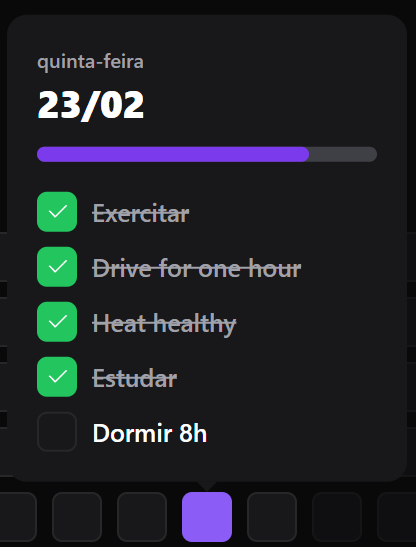 quinta-feira
23/02
Exercitar
Drive for one hour
Heat healthy
Estudar
Dormir 8h